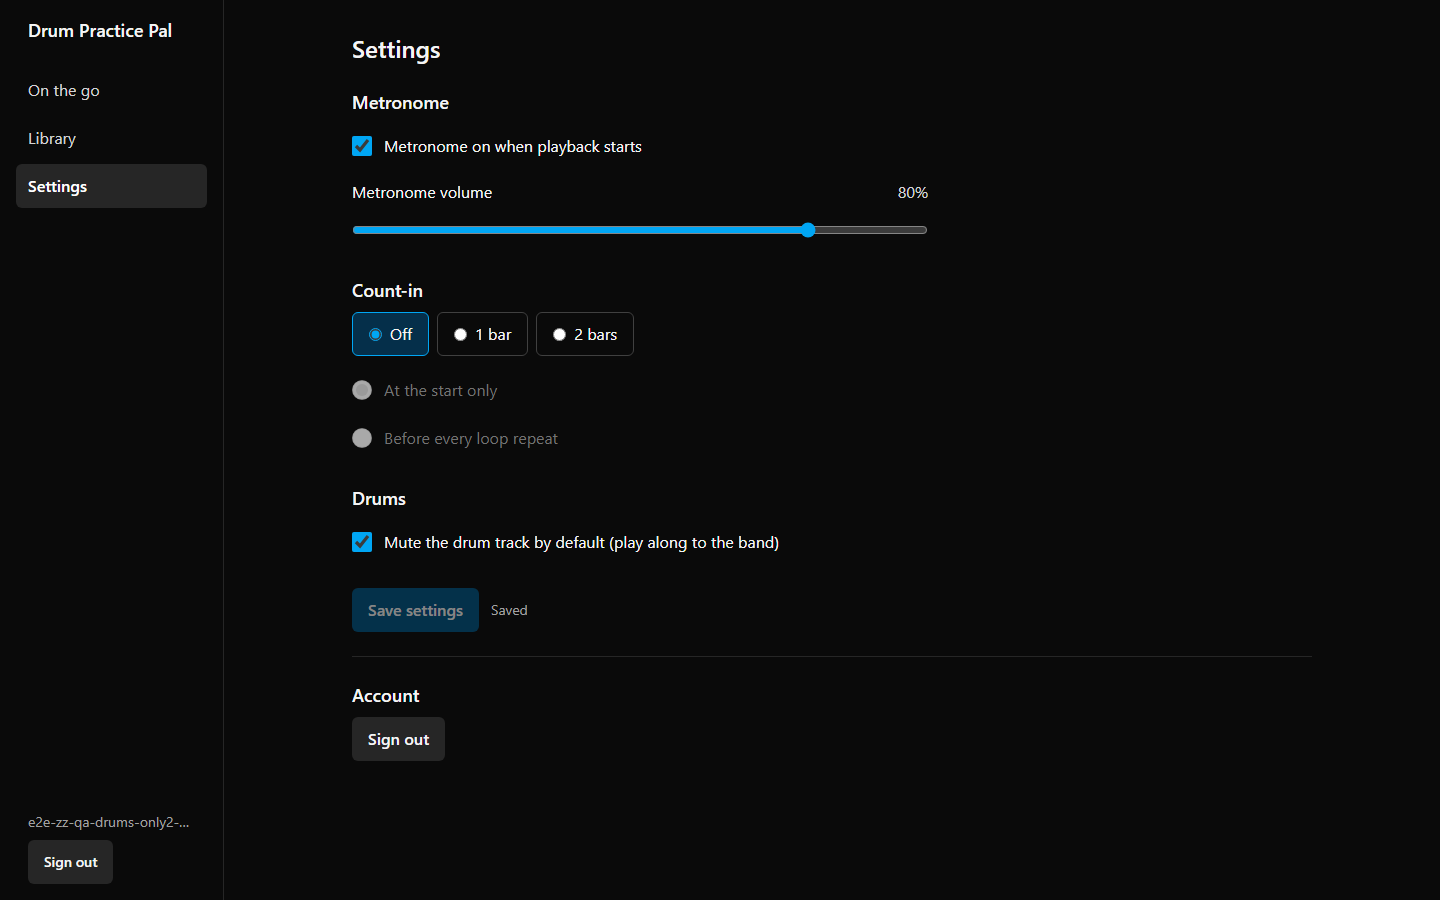 Drum Practice Pal
On the go
Library
Settings
e2e-zz-qa-drums-only2-...
Sign out
Settings
Metronome
Metronome on when playback starts
Metronome volume 80%
Count-in
Off 1 bar 2 bars
At the start only
Before every loop repeat
Drums
Mute the drum track by default (play along to the band)
Save settings Saved
Account
Sign out